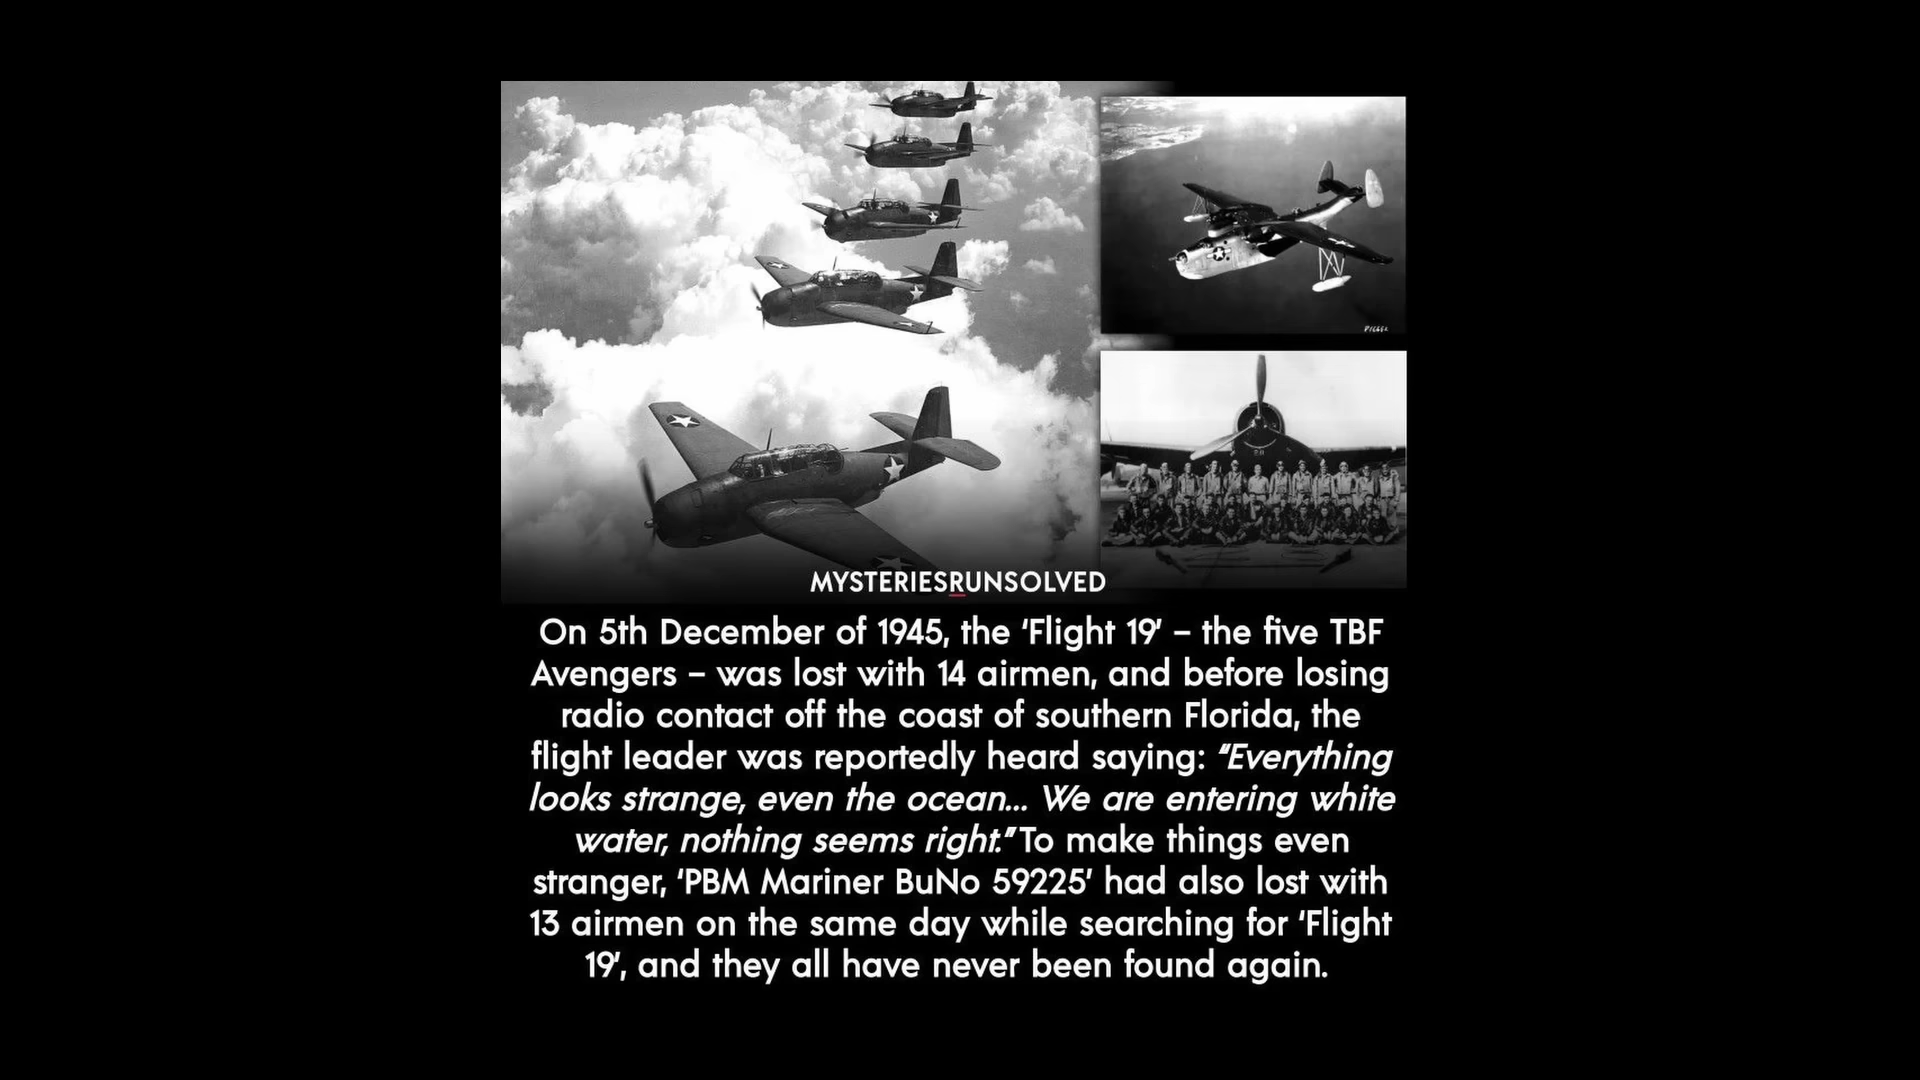 MYSTERIESRUNSOLVED
On 5th December of 1945, the ‘Flight 19’ – the five TBF
Avengers – was lost with 14 airmen, and before losing
radio contact off the coast of southern Florida, the
flight leader was reportedly heard saying: “Everything
looks strange, even the ocean... We are entering white
water, nothing seems right.” To make things even
stranger, ‘PBM Mariner BuNo 59225’ had also lost with
13 airmen on the same day while searching for ‘Flight
19’, and they all have never been found again.